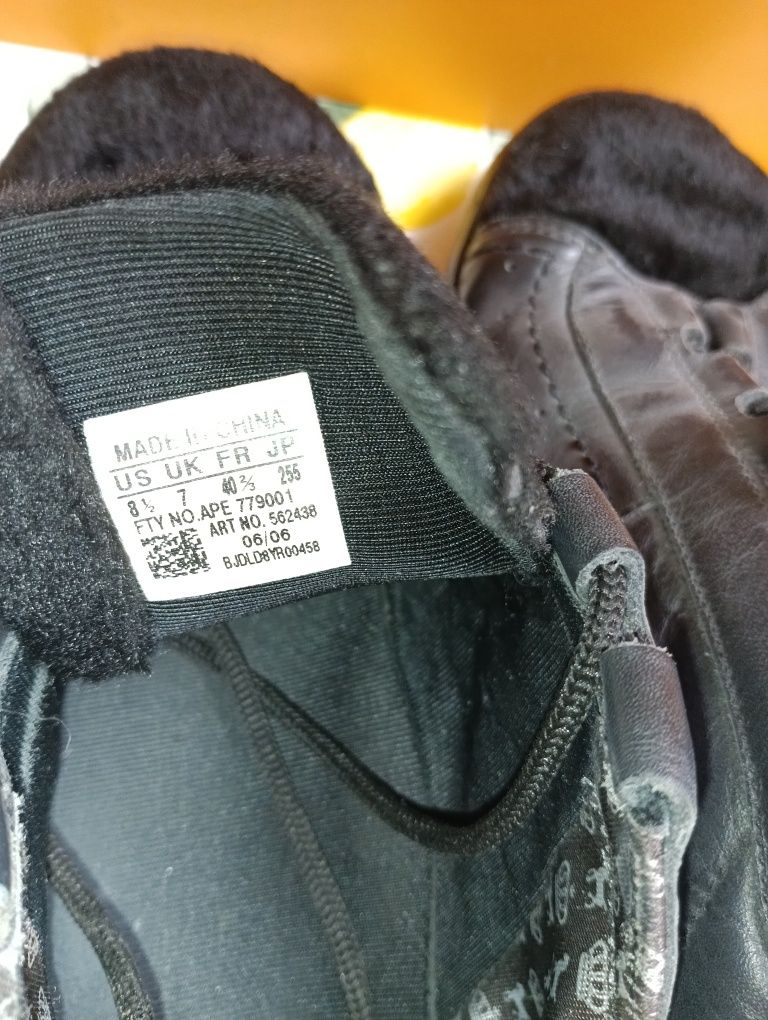 MADE IN CHINA
US UK FR JP
8½ 7 40⅔ 255
FTY NO.APE 779001
ART NO. 562438
06/06
BJDLD8YR00458